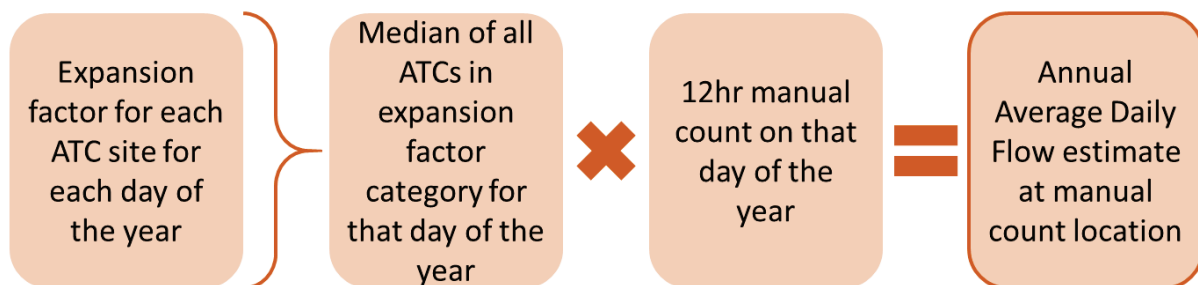 Expansion
factor for each
ATC site for
each day of
the year
Median of all
ATCs in
expansion
factor
category for
that day of the
year
12hr manual
count on that
day of the
year
Annual
Average Daily
Flow estimate
at manual
count location